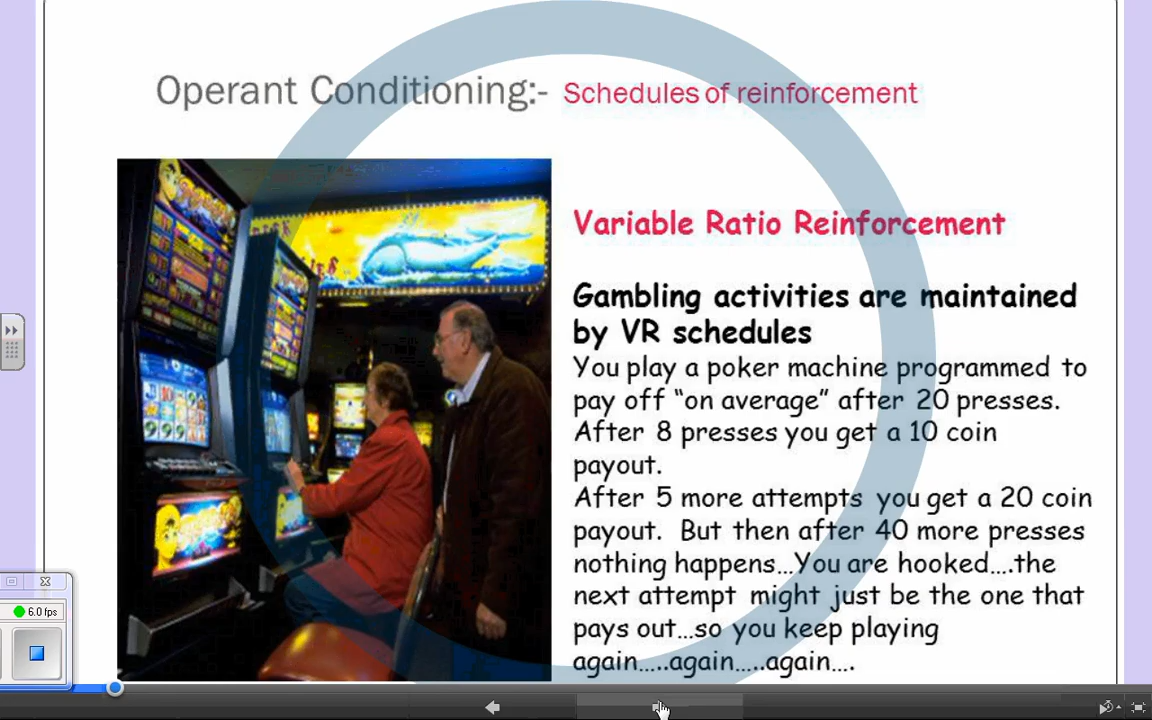 Operant Conditioning:- Schedules of reinforcement
Variable Ratio Reinforcement
Gambling activities are maintained
by VR schedules
You play a poker machine programmed to
pay off “on average” after 20 presses.
After 8 presses you get a 10 coin
payout.
After 5 more attempts you get a 20 coin
payout. But then after 40 more presses
nothing happens...You are hooked....the
next attempt might just be the one that
pays out...so you keep playing
again.....again.....again....
6.0 fps